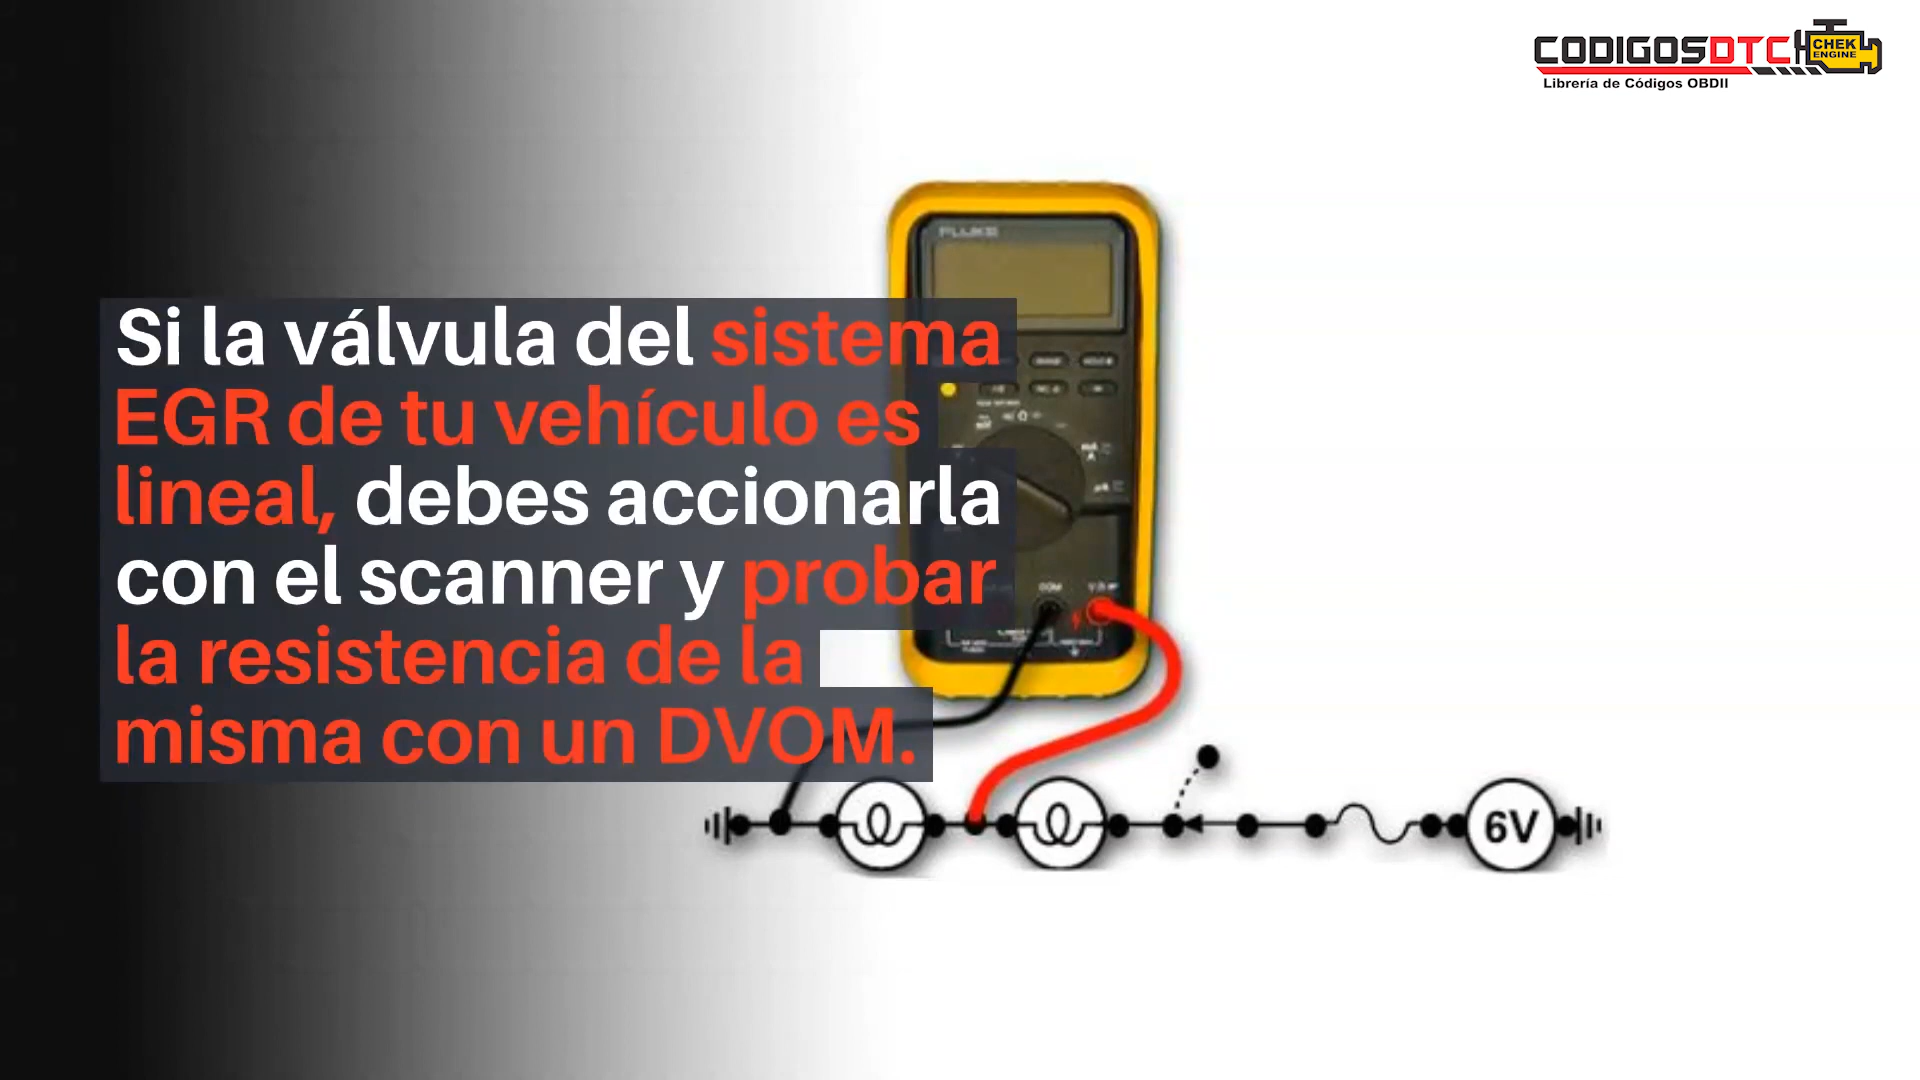 CODIGOSDTC
CHEK
ENGINE
Librería de Códigos OBDII
FLUKE
Si la válvula del sistema
EGR de tu vehículo es
lineal, debes accionarla
con el scanner y probar
la resistencia de la
misma con un DVOM.
COM
6V